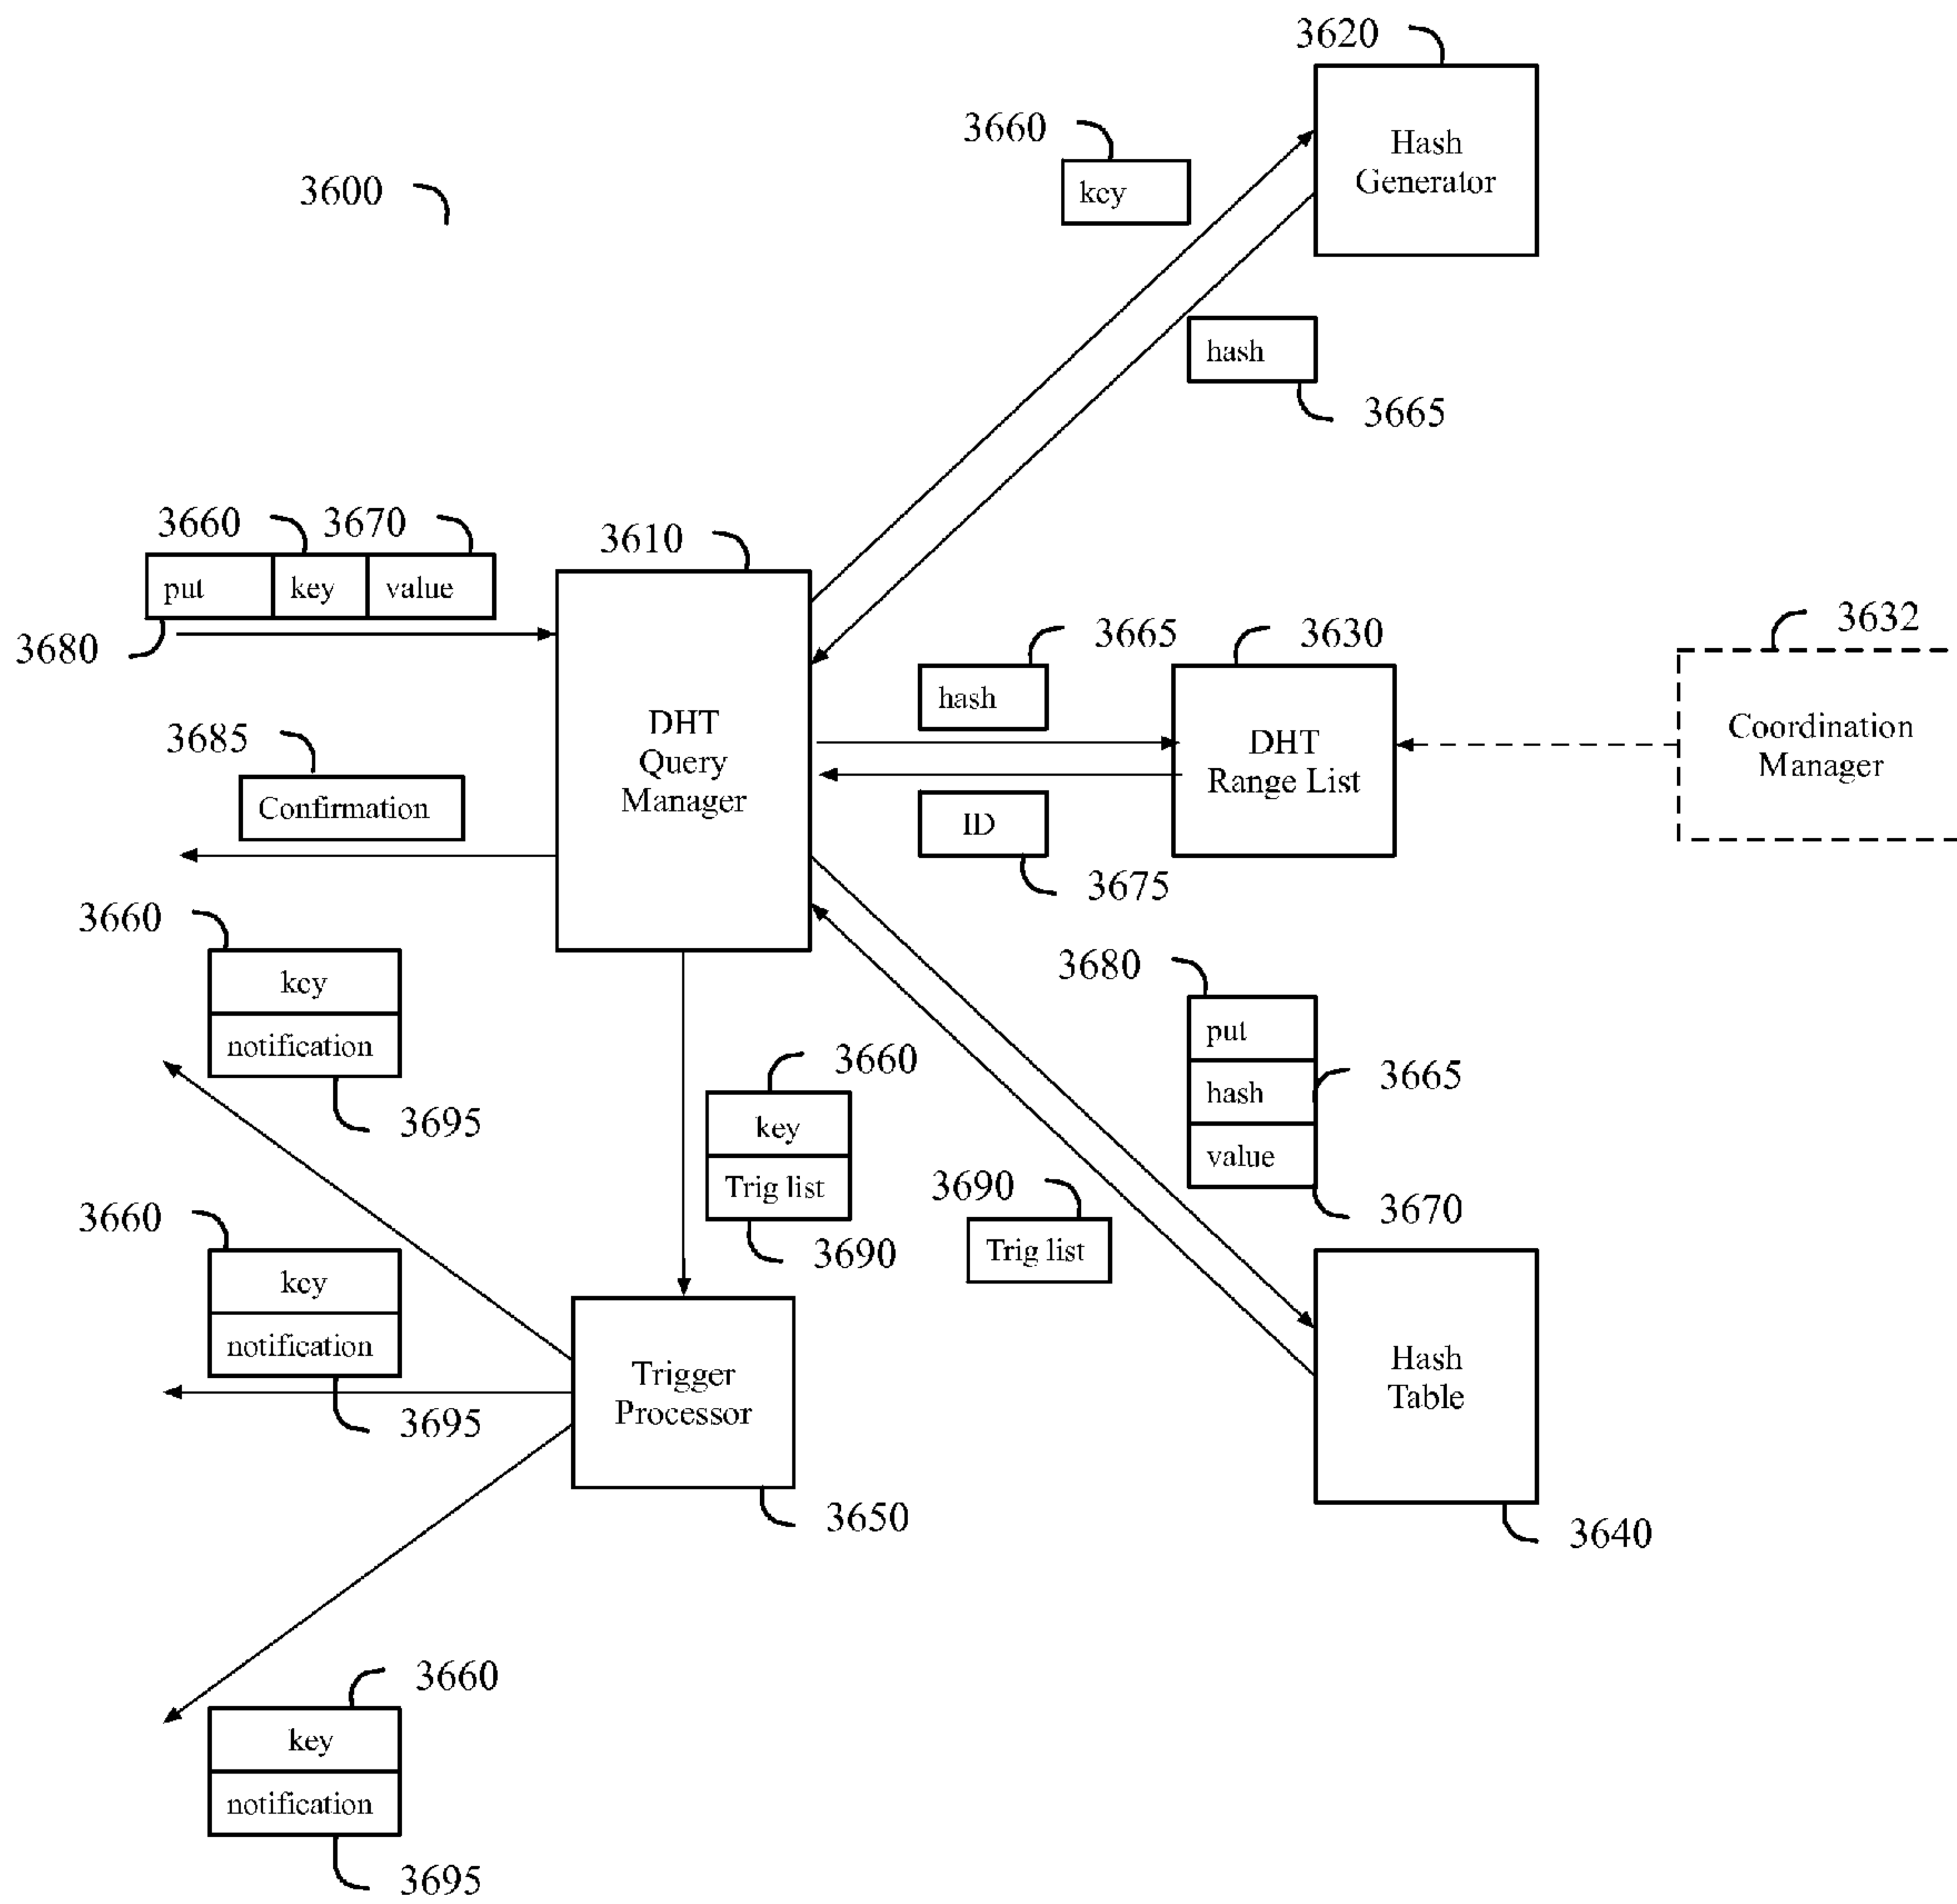 3620
3660
Hash
Generator
key
3600
hash
3665
3660
3670
3610
put
key
value
3680
3665
3630
3632
hash
DHT
Query
Manager
DHT
Range List
Coordination
Manager
3685
Confirmation
ID
3675
3660
key
notification
3695
3680
put
hash
value
3665
3670
3660
key
Trig list
3690
3690
Trig list
3660
key
notification
3695
Trigger
Processor
3650
Hash
Table
3640
3660
key
notification
3695